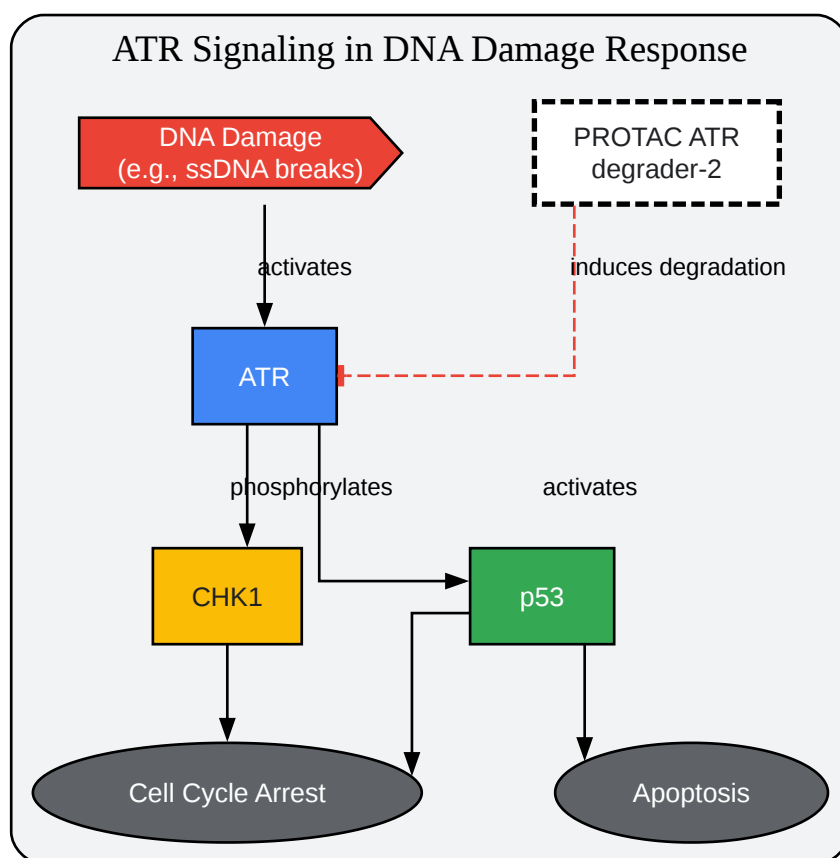 ATR Signaling in DNA Damage Response
DNA Damage
(e.g., ssDNA breaks)
PROTAC ATR
degrader-2
activates
induces degradation
ATR
phosphorylates
activates
CHK1
p53
Cell Cycle Arrest
Apoptosis